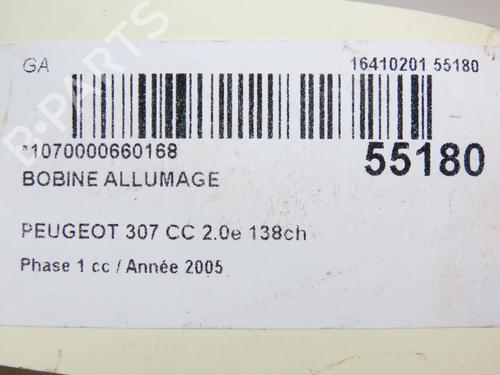 GA
16410201 55180
*1070000660168
55180
BOBINE ALLUMAGE
PEUGEOT 307 CC 2.0e 138ch
Phase 1 cc / Année 2005
B-PARTS